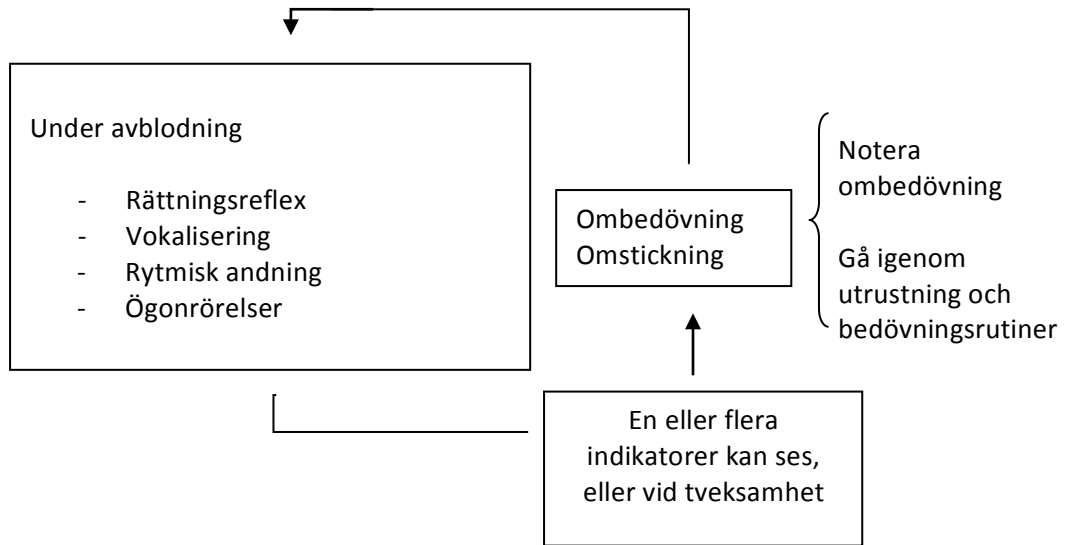 Under avblodning
- Rättningsreflex
- Vokalisering
- Rytmisk andning
- Ögonrörelser
Ombedövning
Omstickning
Notera
ombedövning
Gå igenom
utrustning och
bedövningsrutiner
En eller flera
indikatorer kan ses,
eller vid tveksamhet